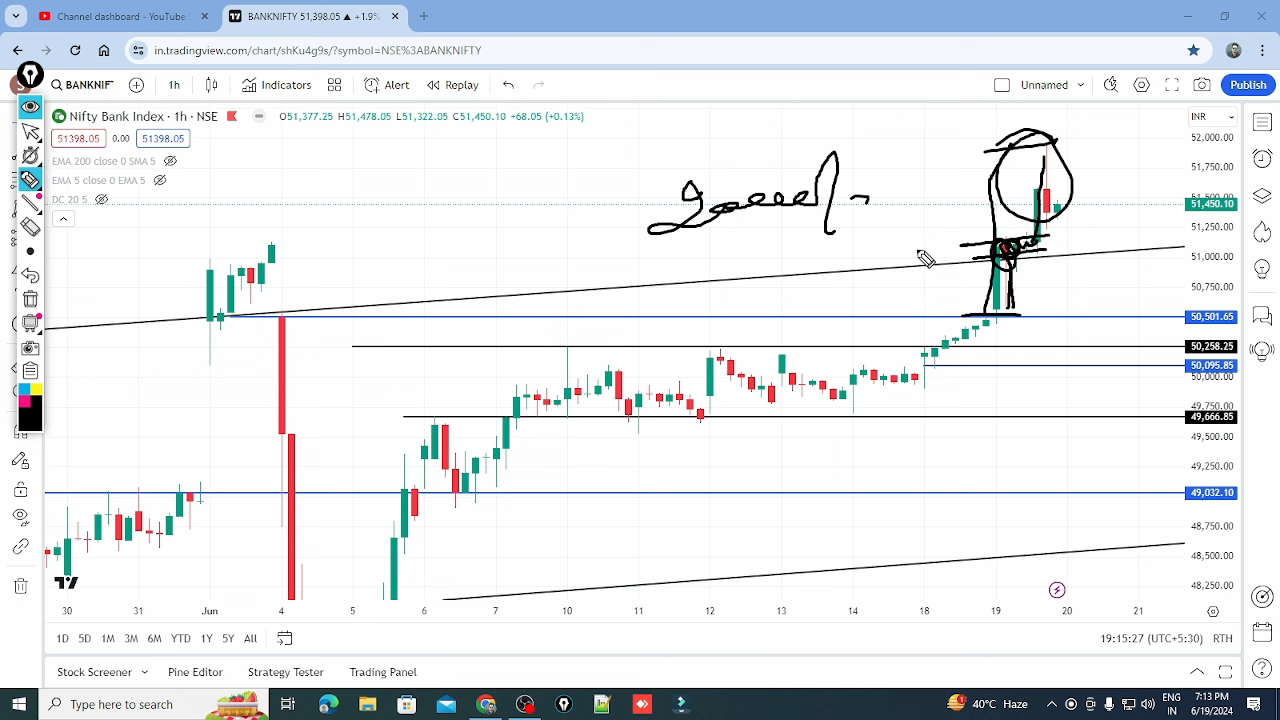 Channel dashboard - YouTube
BANKNIFTY 51,398.05 ▲ +1.9%
in.tradingview.com/chart/shKu4g9s/?symbol=NSE%3ABANKNIFTY
BANKNIF
1h
Indicators
Alert
Replay
Unnamed
Publish
Nifty Bank Index · 1h · NSE
O51,377.25 H51,478.05 L51,322.05 C51,450.10 +68.05 (+0.13%)
INR
51398.05 0.00 51398.05
EMA 200 close 0 SMA 5
EMA 5 close 0 EMA 5
DC 20 5
52,000.00
51,750.00
51,450.10
51,250.00
51,000.00
50,750.00
50,501.65
50,258.25
50,095.85
50,000.00
49,750.00
49,666.85
49,500.00
49,250.00
49,032.10
48,750.00
48,500.00
48,250.00
30 31 Jun 4 5 6 7 10 11 12 13 14 18 19 20 21
1D 5D 1M 3M 6M YTD 1Y 5Y All
19:15:27 (UTC+5:30) RTH
Stock Screener Pine Editor Strategy Tester Trading Panel
Type here to search
40°C Haze
ENG
IN
7:13 PM
6/19/2024